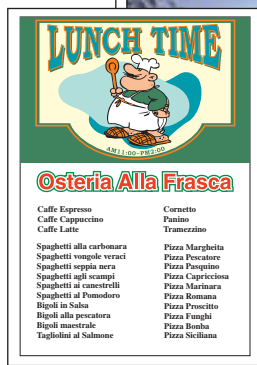 LUNCH TIME
AM11:00-PM2:00
Osteria Alla Frasca
Caffe Espresso
Caffe Cappuccino
Caffe Latte
Cornetto
Panino
Tramezzino
Spaghetti alla carbonara
Spaghetti vongole veraci
Spaghetti seppia nera
Spaghetti agli scampi
Spaghetti ai canestrelli
Spaghetti al Pomodoro
Bigoli in Salsa
Bigoli alla pescatora
Bigoli maestrale
Tagliolini al Salmone
Pizza Margheita
Pizza Pescatore
Pizza Pasquino
Pizza Capricciosa
Pizza Marinara
Pizza Romana
Pizza Proscitto
Pizza Funghi
Pizza Bonba
Pizza Siciliana